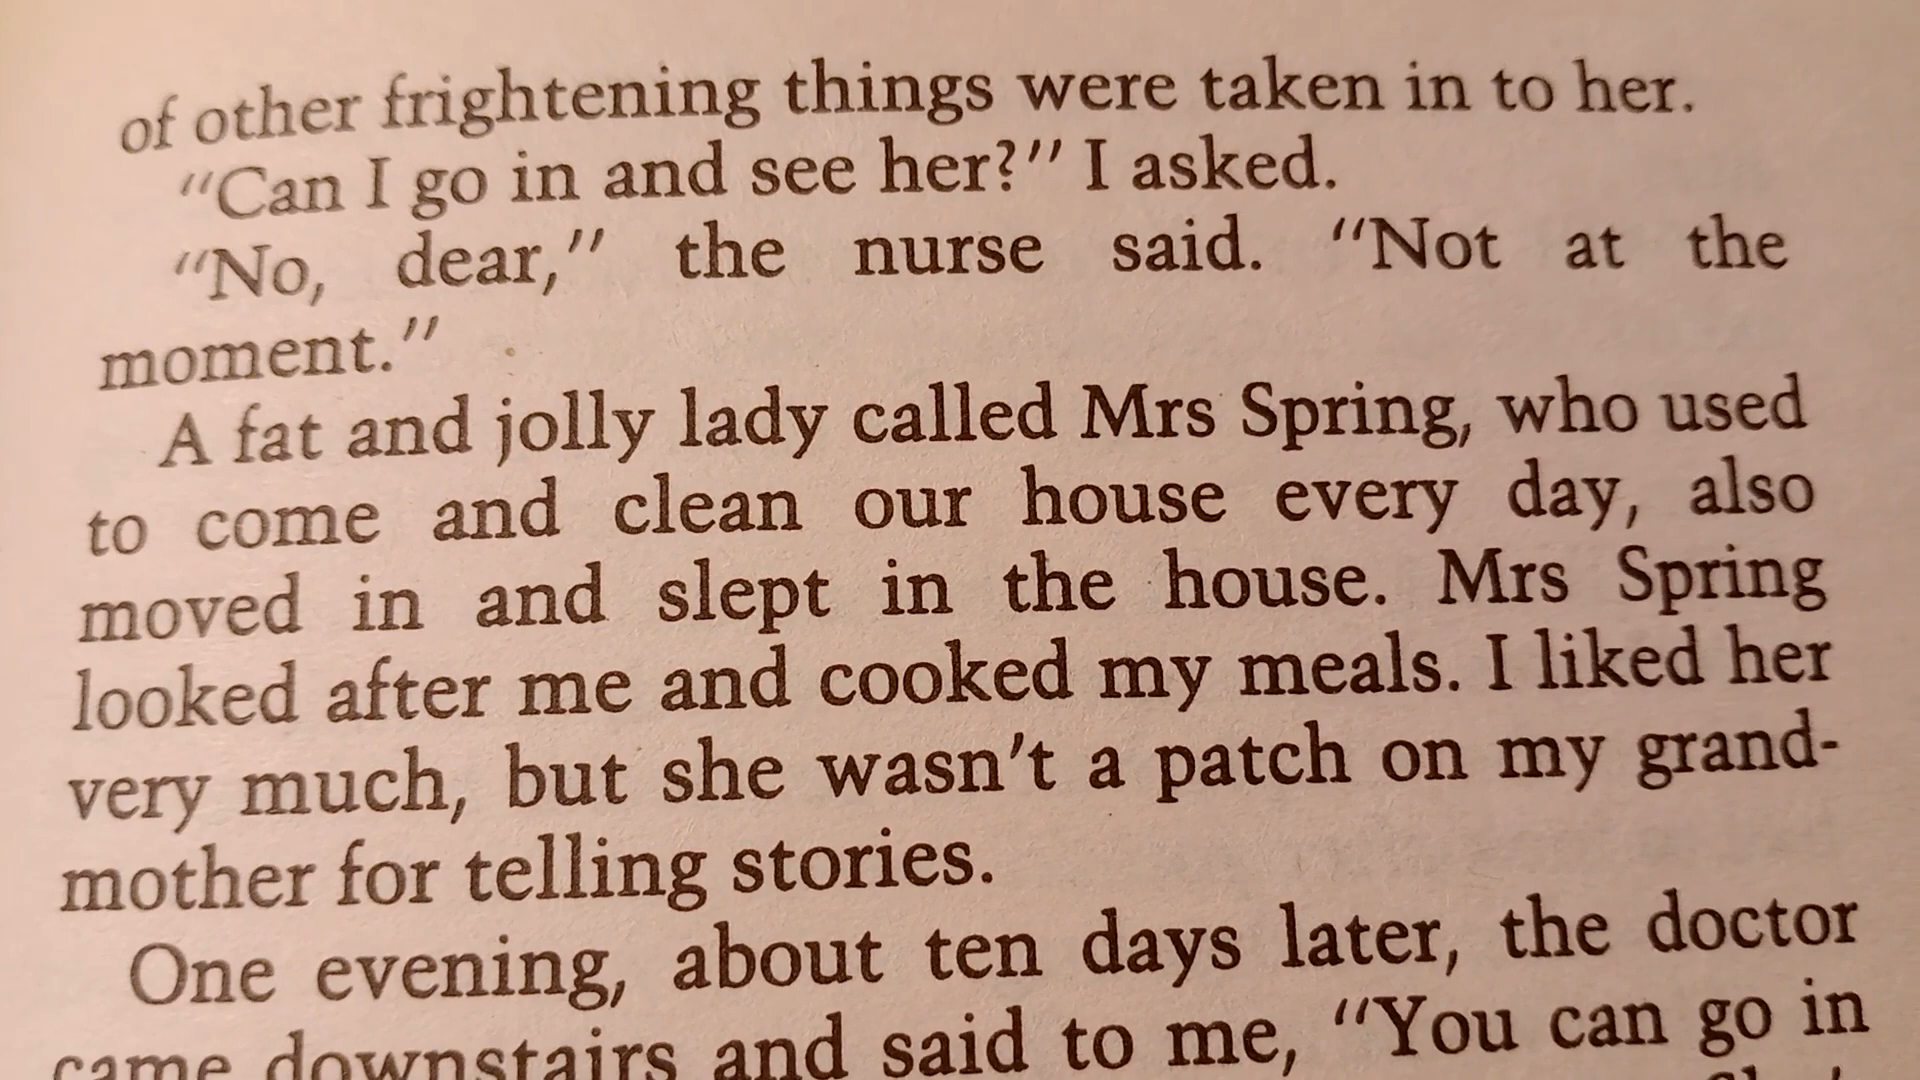 of other frightening things were taken in to her.
"Can I go in and see her?" I asked.
"No, dear," the nurse said. "Not at the
moment."
A fat and jolly lady called Mrs Spring, who used
to come and clean our house every day, also
moved in and slept in the house. Mrs Spring
looked after me and cooked my meals. I liked her
very much, but she wasn't a patch on my grand-
mother for telling stories.
One evening, about ten days later, the doctor
came downstairs and said to me, "You can go in